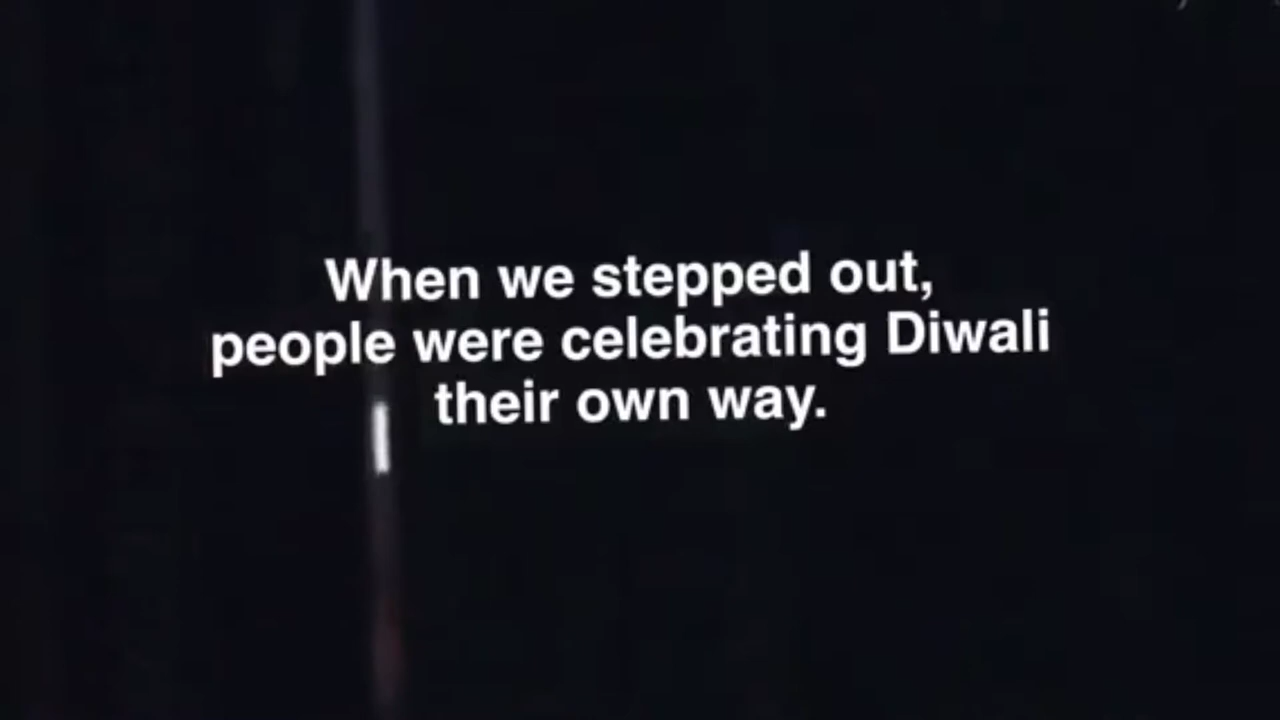 When we stepped out,
people were celebrating Diwali
their own way.